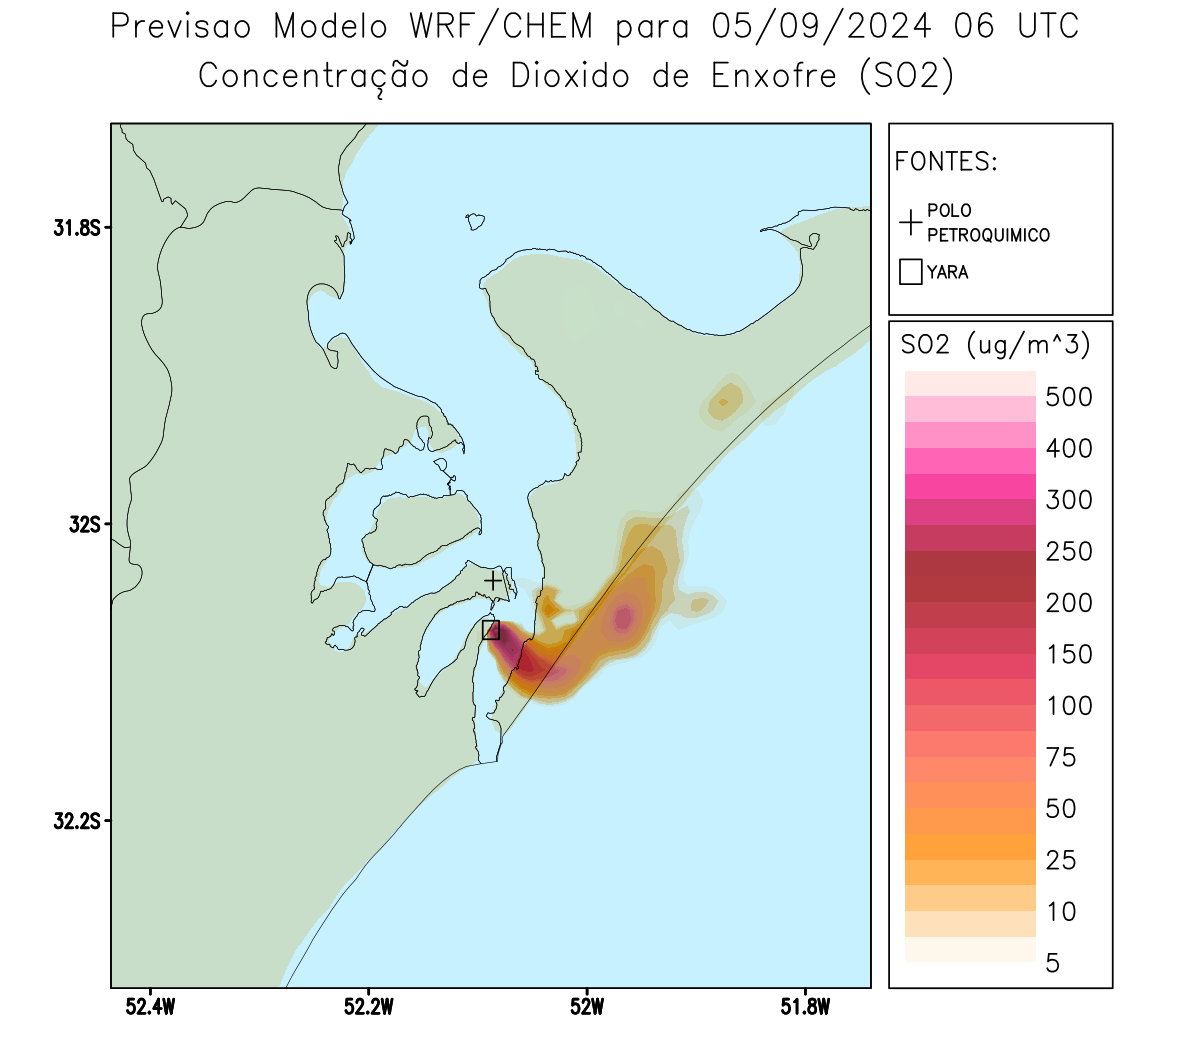 Previsao Modelo WRF/CHEM para 05/09/2024 06 UTC
Concentração de Dioxido de Enxofre (SO2)
FONTES:
POLO
PETROQUIMICO
YARA
SO2 (ug/m^3)
500
400
300
250
200
150
100
75
50
25
10
5
31.8S
32S
32.2S
52.4W
52.2W
52W
51.8W